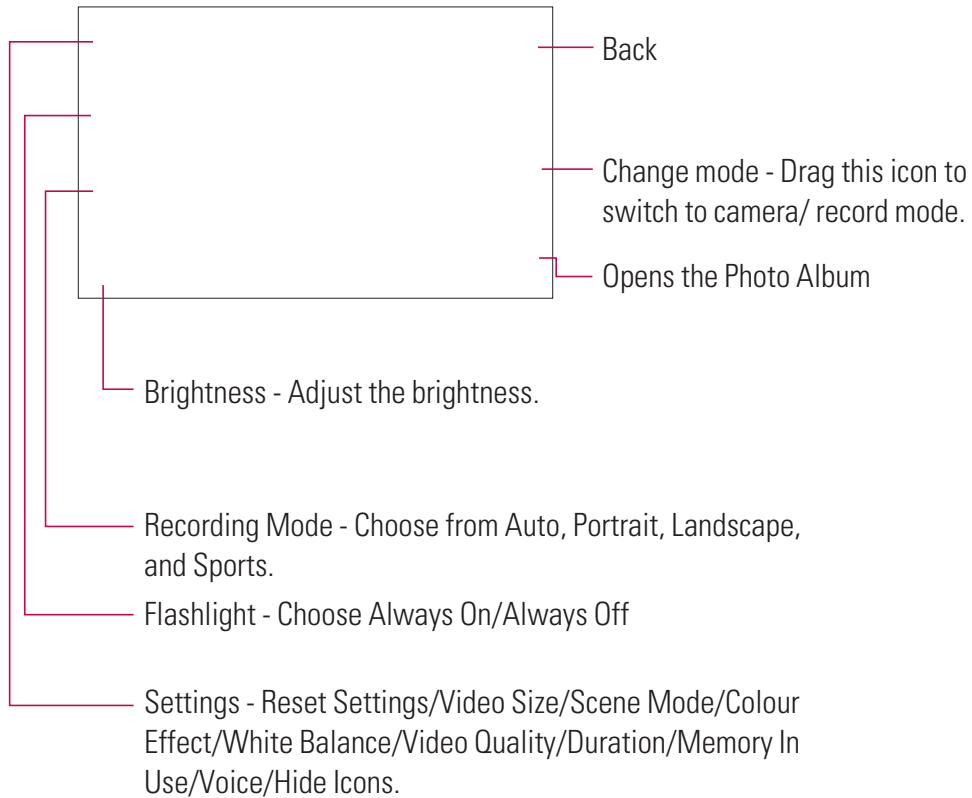 Back
Change mode - Drag this icon to
switch to camera/ record mode.
Opens the Photo Album
Brightness - Adjust the brightness.
Recording Mode - Choose from Auto, Portrait, Landscape,
and Sports.
Flashlight - Choose Always On/Always Off
Settings - Reset Settings/Video Size/Scene Mode/Colour
Effect/White Balance/Video Quality/Duration/Memory In
Use/Voice/Hide Icons.